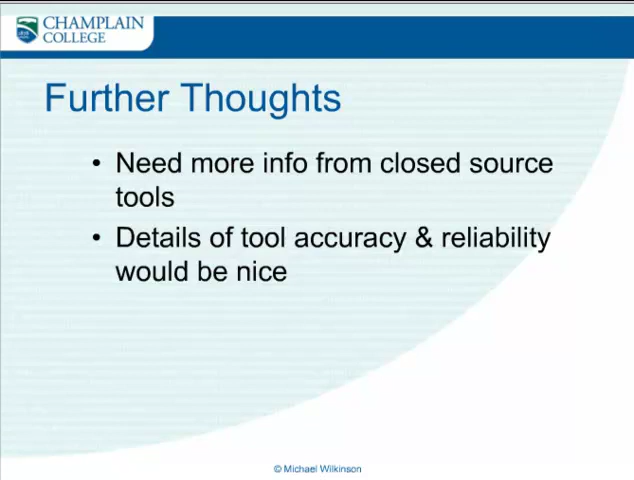 CHAMPLAIN
COLLEGE
Further Thoughts
• Need more info from closed source
tools
• Details of tool accuracy & reliability
would be nice
© Michael Wilkinson